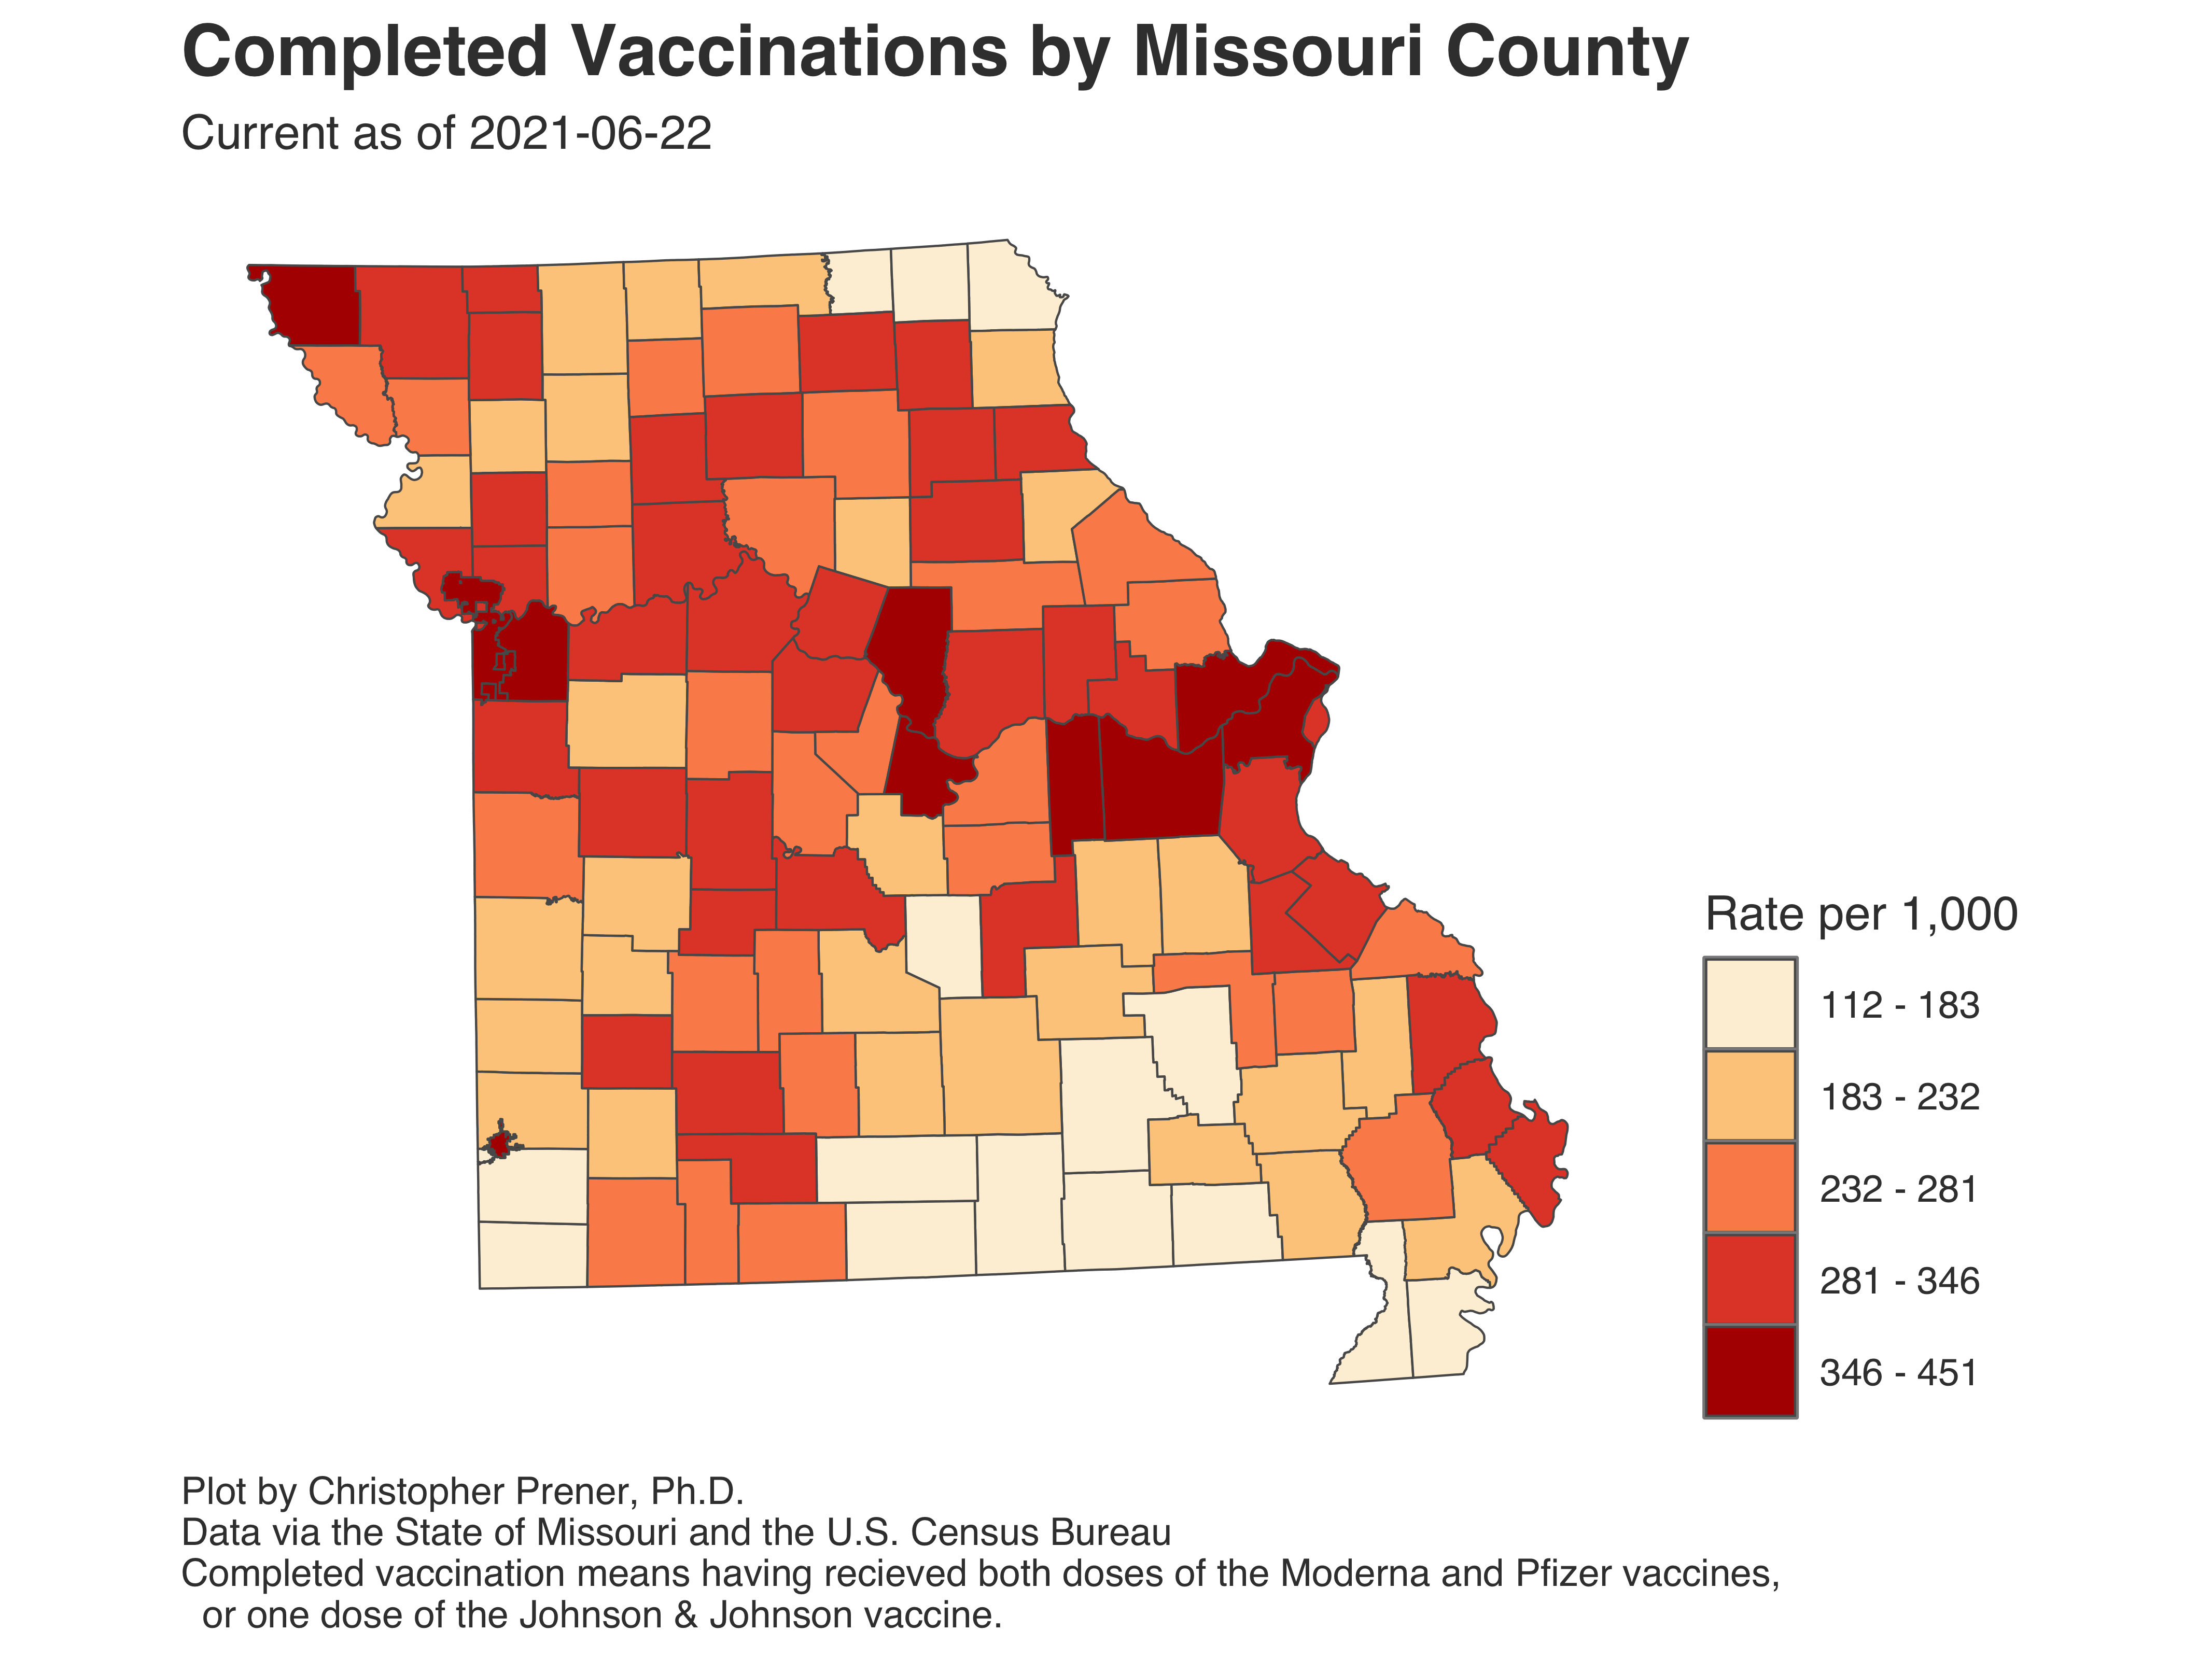 Completed Vaccinations by Missouri County
Current as of 2021-06-22
Rate per 1,000
112 - 183
183 - 232
232 - 281
281 - 346
346 - 451
Plot by Christopher Prener, Ph.D.
Data via the State of Missouri and the U.S. Census Bureau
Completed vaccination means having recieved both doses of the Moderna and Pfizer vaccines,
or one dose of the Johnson & Johnson vaccine.